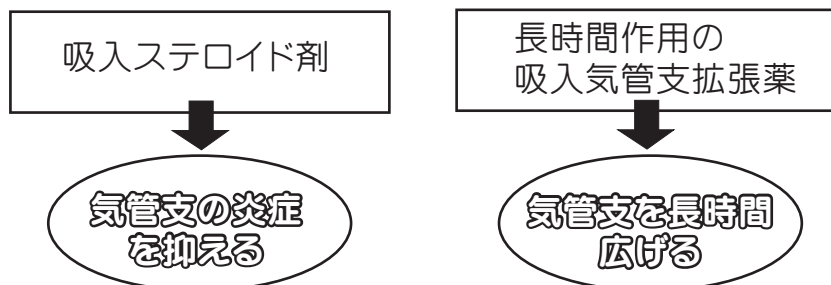 吸入ステロイド剤
長時間作用の
吸入気管支拡張薬
気管支の炎症
を抑える
気管支を長時間
広げる